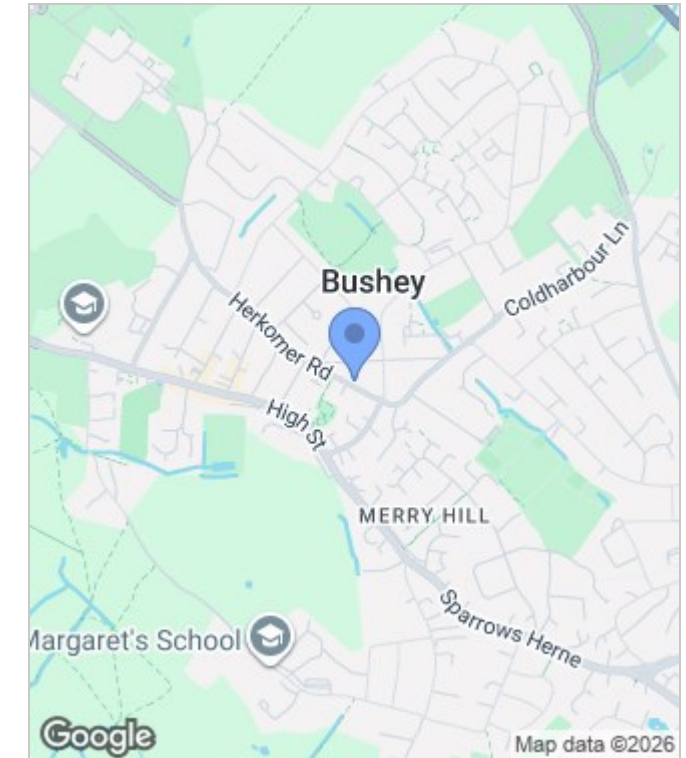 Bushey
Coldharbour Ln
Herkomer Rd
High St
MERRY HILL
Sparrows Herne
Margaret's School
Google
Map data ©2026